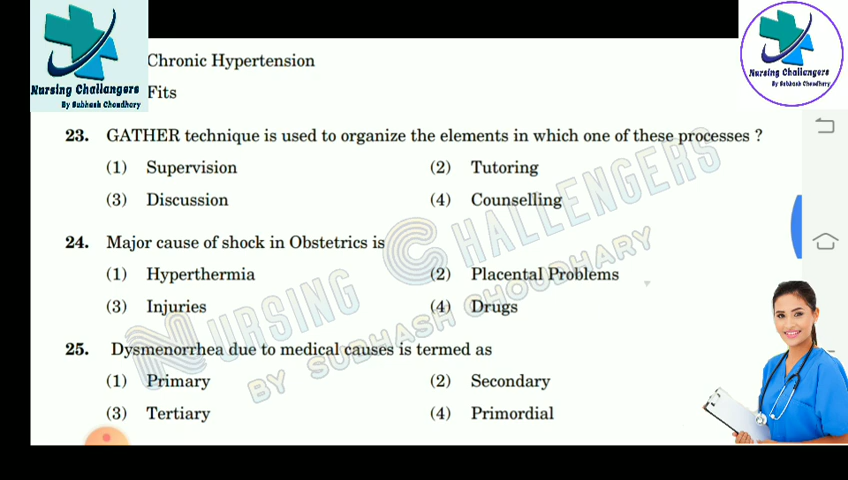 Nursing Challangers
By Subhash Choudhary
Nursing Challangers
By Subhash Choudhary
Chronic Hypertension
Fits
23. GATHER technique is used to organize the elements in which one of these processes ?
(1) Supervision (2) Tutoring
(3) Discussion (4) Counselling
24. Major cause of shock in Obstetrics is
(1) Hyperthermia (2) Placental Problems
(3) Injuries (4) Drugs
25. Dysmenorrhea due to medical causes is termed as
(1) Primary (2) Secondary
(3) Tertiary (4) Primordial
NURSING CHALLENGERS
BY SUBHASH CHOUDHARY